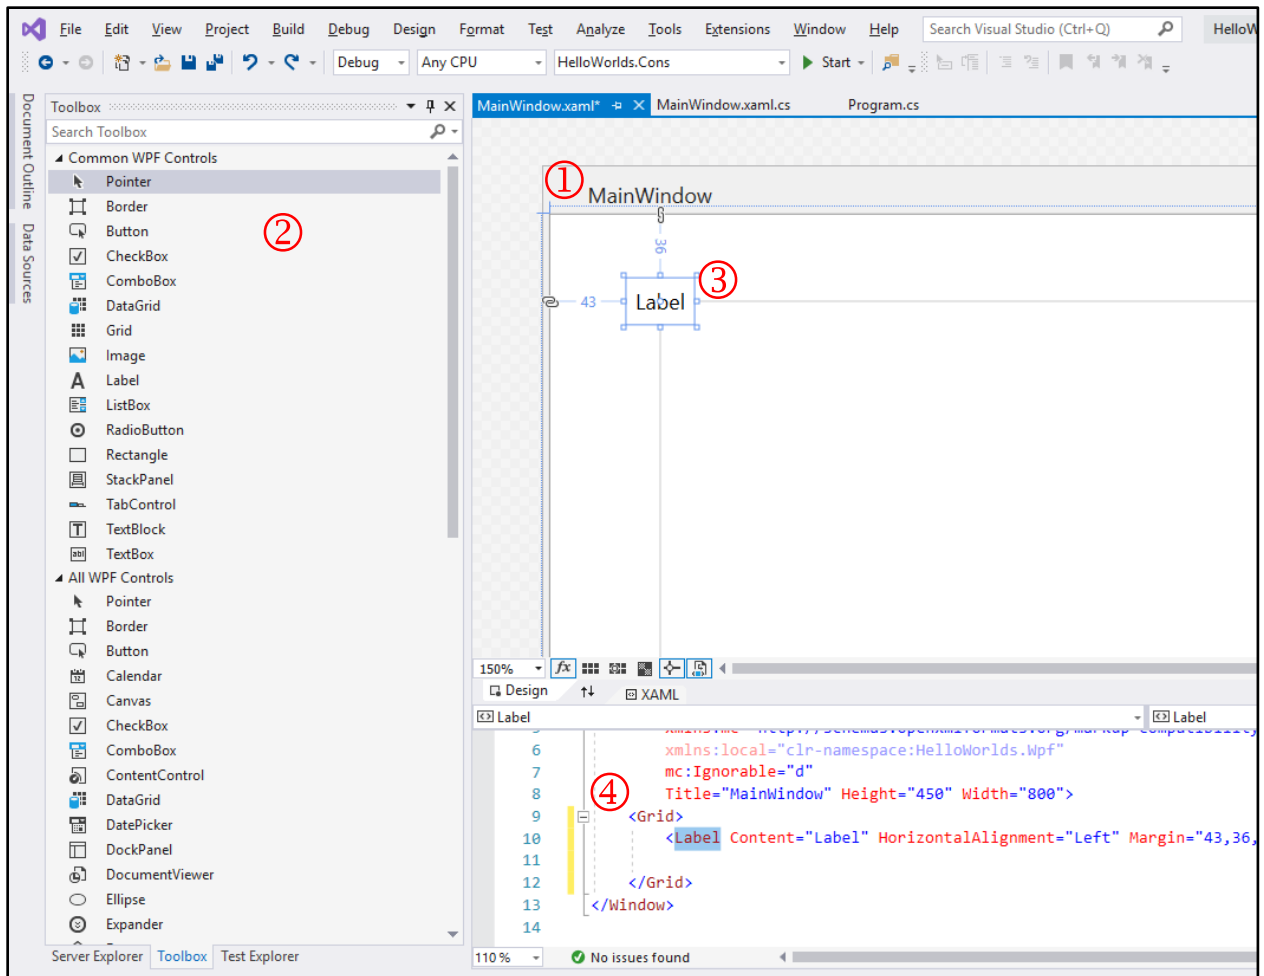 File Edit View Project Build Debug Design Format Test Analyze Tools Extensions Window Help Search Visual Studio (Ctrl+Q) HelloW
Debug Any CPU HelloWorlds.Cons Start
Document Outline
Data Sources
Toolbox
Search Toolbox
Common WPF Controls
Pointer
Border
Button
CheckBox
ComboBox
DataGrid
Grid
Image
Label
ListBox
RadioButton
Rectangle
StackPanel
TabControl
TextBlock
TextBox
All WPF Controls
Pointer
Border
Button
Calendar
Canvas
CheckBox
ComboBox
ContentControl
DataGrid
DatePicker
DockPanel
DocumentViewer
Ellipse
Expander
Server Explorer Toolbox Test Explorer
②
MainWindow.xaml* MainWindow.xaml.cs Program.cs
①
MainWindow
36
③
43 Label
150% fx
Design XAML
Label Label
6 xmlns:local="clr-namespace:HelloWorlds.Wpf"
7 mc:Ignorable="d"
④
8 Title="MainWindow" Height="450" Width="800">
9 <Grid>
10 <Label Content="Label" HorizontalAlignment="Left" Margin="43,36,
11
12 </Grid>
13 </Window>
14
110 % No issues found